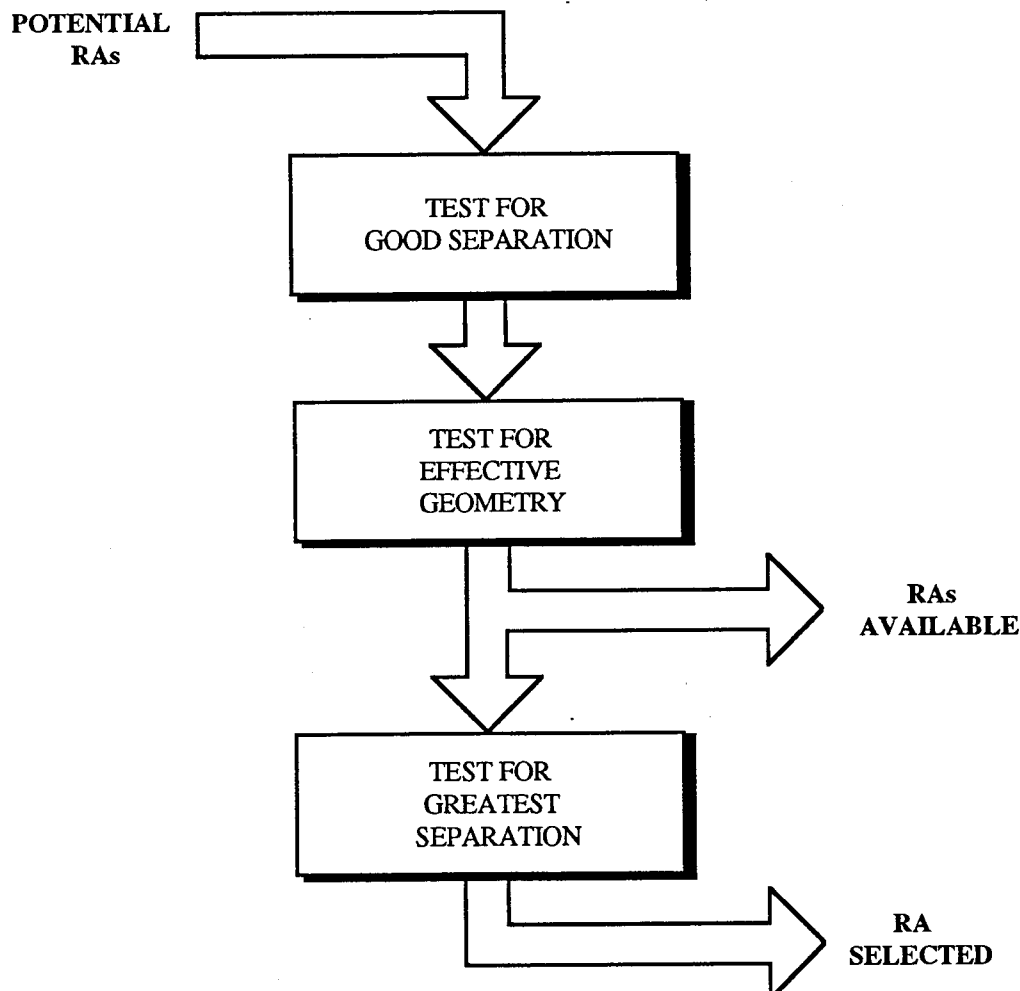 POTENTIAL
RAs
TEST FOR
GOOD SEPARATION
TEST FOR
EFFECTIVE
GEOMETRY
RAs
AVAILABLE
TEST FOR
GREATEST
SEPARATION
RA
SELECTED